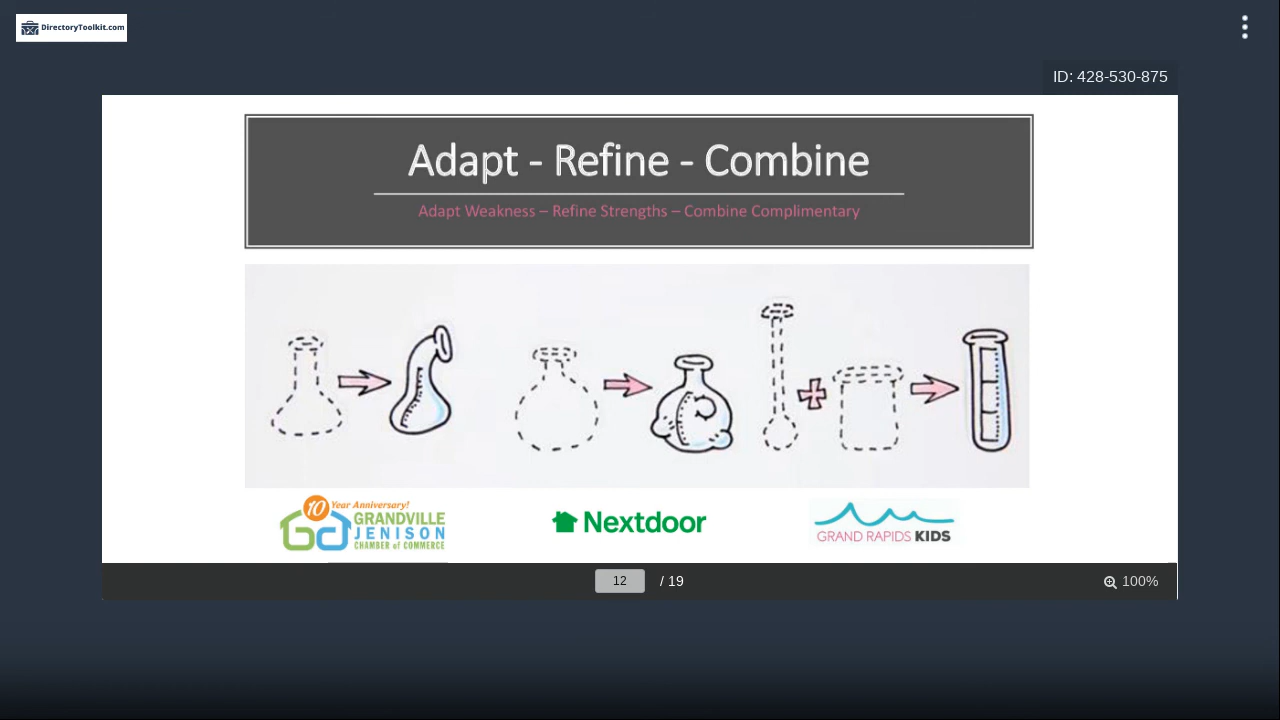 DirectoryToolkit.com
ID: 428-530-875
Adapt - Refine - Combine
Adapt Weakness – Refine Strengths – Combine Complimentary
10 Year Anniversary!
GRANDVILLE
JENISON
CHAMBER of COMMERCE
Nextdoor
GRAND RAPIDS KIDS
12 / 19
100%